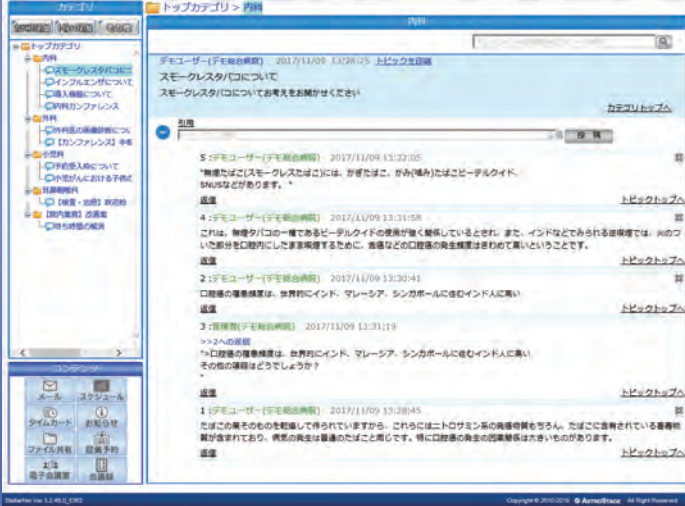 カテゴリ
トップカテゴリ > 内科
内科
トップカテゴリ
内科
スモークレスタバコに
インフルエンザについて
導入機器について
内科カンファレンス
外科
外科医の画像診断につ
【カンファレンス】中
小児科
予約受入枠について
小児がんにおける子供
耳鼻咽喉科
【検査・治療】秋花粉
【院内業務】改善案
待ち時間の解消
デモユーザー(デモ総合病院) 2017/11/09 13:28:25 トピックを印刷
スモークレスタバコについて
スモークレスタバコについてお考えをお聞かせください
カテゴリトップへ
引用
投稿
5 :デモユーザー(デモ総合病院) 2017/11/09 13:32:05
"無煙たばこ(スモークレスたばこ)には、かぎたばこ、かみ(噛み)たばこビーテルクイド、
SNUSなどがあります。"
返信 トピックトップへ
4 :デモユーザー(デモ総合病院) 2017/11/09 13:31:58
これは、無煙タバコの一種であるビーテルクイドの使用が強く関係しているとされ、また、インドなどでみられる逆喫煙では、火のつ
いた部分を口腔内にしたまま喫煙するために、舌癌などの口腔癌の発生頻度はきわめて高いということです。
返信 トピックトップへ
2 :デモユーザー(デモ総合病院) 2017/11/09 13:30:41
口腔癌の罹患頻度は、世界的にインド、マレーシア、シンガポールに住むインド人に高い
返信 トピックトップへ
3 :管理者(デモ総合病院) 2017/11/09 13:31:19
>>2への返信
">口腔癌の罹患頻度は、世界的にインド、マレーシア、シンガポールに住むインド人に高い
その他の項目はどうでしょうか？
"
返信 トピックトップへ
1 :デモユーザー(デモ総合病院) 2017/11/09 13:28:45
たばこの葉そのものを乾燥して作られていますから、これらにはニトロサミン系の発癌物質もちろん、たばこに含有されている有害物
質が含まれており、病気の発生は普通のたばこと同じです。特に口腔癌の発生の因果関係は大きいものがあります。
返信 トピックトップへ
コンテンツ
メール スケジュール
タイムカード お知らせ
ファイル共有 設備予約
電子会議室 会議録
StellarNet Ver 3.2.48.0_5362
Copyright © 2010-2016 ASTROSTAGE All Right Reserved.